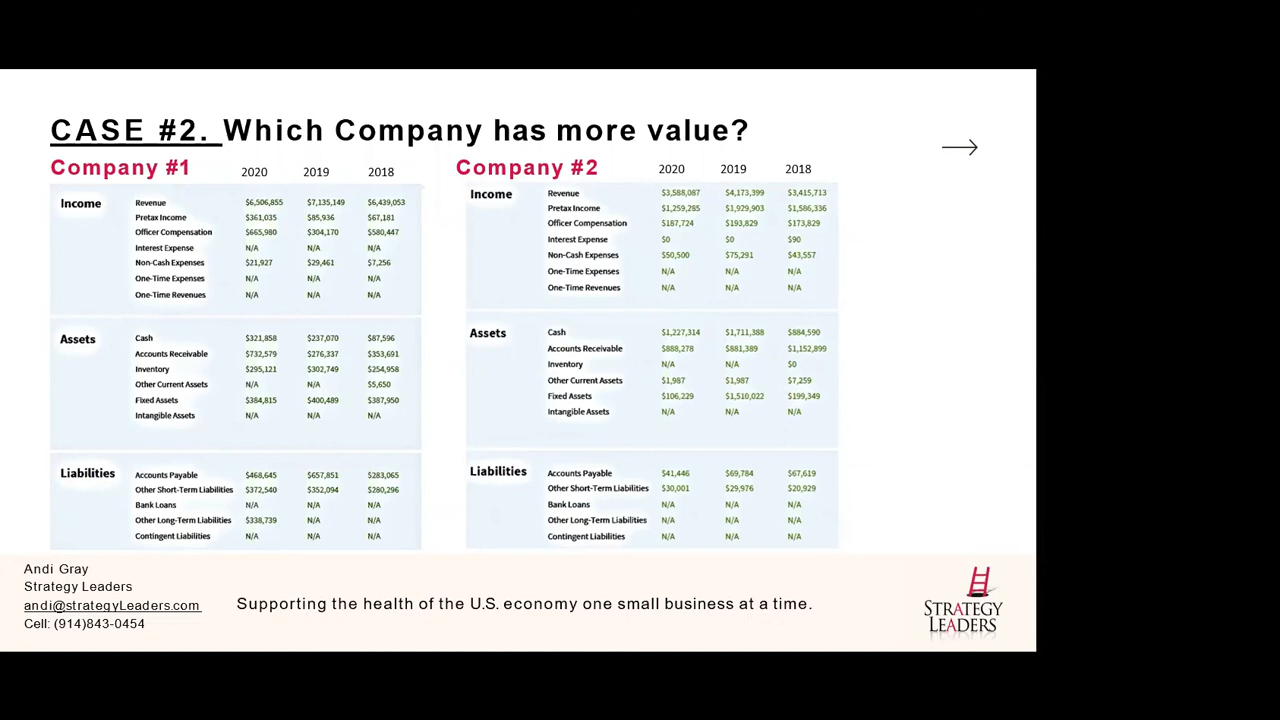 CASE #2. Which Company has more value?
Company #1 2020 2019 2018
Income Revenue $6,506,855 $7,135,149 $6,439,053
Pretax Income $361,035 $85,936 $67,181
Officer Compensation $665,980 $304,170 $580,447
Interest Expense N/A N/A N/A
Non-Cash Expenses $21,927 $29,461 $7,256
One-Time Expenses N/A N/A N/A
One-Time Revenues N/A N/A N/A
Assets Cash $321,858 $237,070 $87,596
Accounts Receivable $732,579 $276,337 $353,691
Inventory $295,121 $302,749 $254,958
Other Current Assets N/A N/A $5,650
Fixed Assets $384,815 $400,489 $387,950
Intangible Assets N/A N/A N/A
Liabilities Accounts Payable $468,645 $657,851 $283,065
Other Short-Term Liabilities $372,540 $352,094 $280,296
Bank Loans N/A N/A N/A
Other Long-Term Liabilities $338,739 N/A N/A
Contingent Liabilities N/A N/A N/A
Company #2 2020 2019 2018
Income Revenue $3,588,087 $4,173,399 $3,415,713
Pretax Income $1,259,285 $1,929,903 $1,586,336
Officer Compensation $187,724 $193,829 $173,829
Interest Expense $0 $0 $90
Non-Cash Expenses $50,500 $75,291 $43,557
One-Time Expenses N/A N/A N/A
One-Time Revenues N/A N/A N/A
Assets Cash $1,227,314 $1,711,388 $884,590
Accounts Receivable $888,278 $881,389 $1,152,899
Inventory N/A N/A $0
Other Current Assets $1,987 $1,987 $7,259
Fixed Assets $106,229 $1,510,022 $199,349
Intangible Assets N/A N/A N/A
Liabilities Accounts Payable $41,446 $69,784 $67,619
Other Short-Term Liabilities $30,001 $29,976 $20,929
Bank Loans N/A N/A N/A
Other Long-Term Liabilities N/A N/A N/A
Contingent Liabilities N/A N/A N/A
Andi Gray
Strategy Leaders
andi@strategyLeaders.com
Cell: (914)843-0454
Supporting the health of the U.S. economy one small business at a time.
STRATEGY
LEADERS